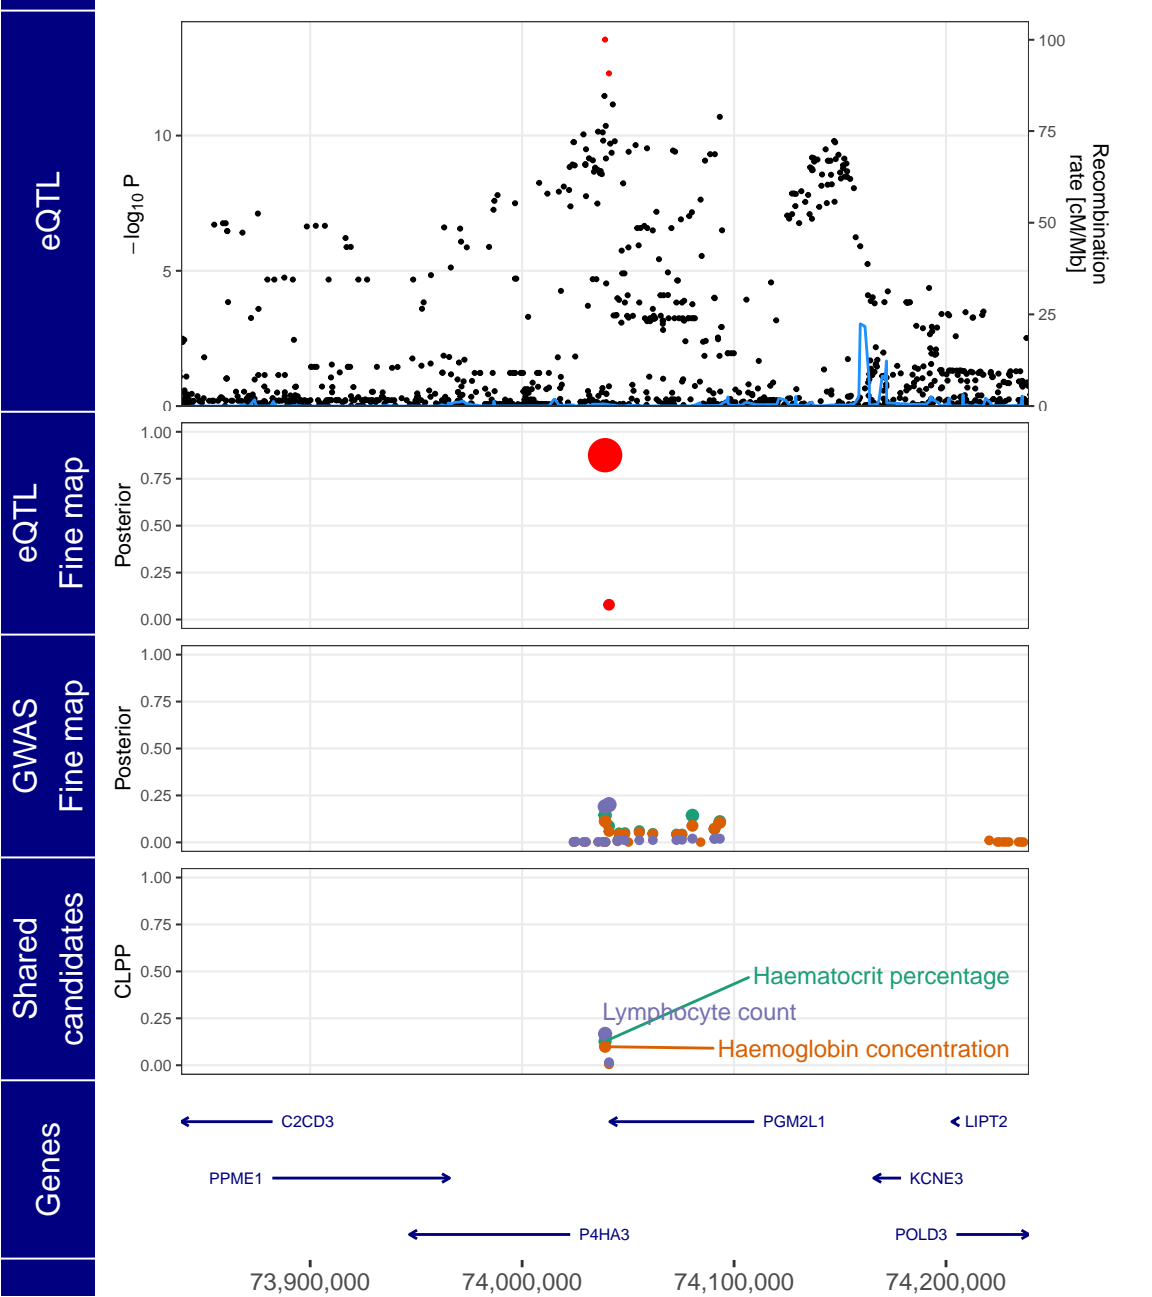 eQTL
−log10 P
10
5
0
100
75
50
25
0
Recombination
rate [cM/Mb]
eQTL
Fine map
Posterior
1.00
0.75
0.50
0.25
0.00
GWAS
Fine map
Posterior
1.00
0.75
0.50
0.25
0.00
Shared
candidates
CLPP
1.00
0.75
0.50
0.25
0.00
Haematocrit percentage
Lymphocyte count
Haemoglobin concentration
Genes
C2CD3
PGM2L1
LIPT2
PPME1
KCNE3
P4HA3
POLD3
73,900,000
74,000,000
74,100,000
74,200,000